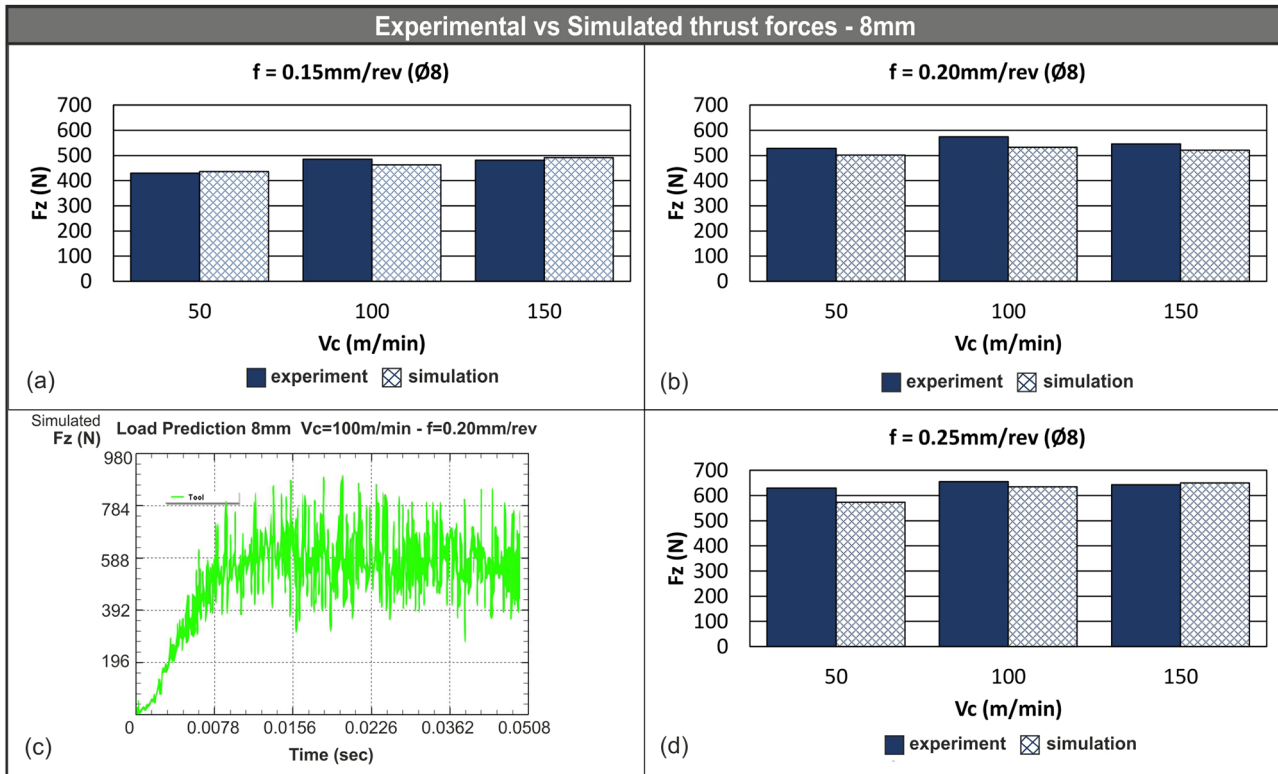 Experimental vs Simulated thrust forces - 8mm
f = 0.15mm/rev (Ø8)
700
600
500
400
300
200
100
0
Fz (N)
50 100 150
Vc (m/min)
experiment simulation
(a)
f = 0.20mm/rev (Ø8)
700
600
500
400
300
200
100
0
Fz (N)
50 100 150
Vc (m/min)
experiment simulation
(b)
Simulated
Fz (N)
Load Prediction 8mm Vc=100m/min - f=0.20mm/rev
980
784
588
392
196
Tool
0 0.0078 0.0156 0.0226 0.0362 0.0508
Time (sec)
(c)
f = 0.25mm/rev (Ø8)
700
600
500
400
300
200
100
0
Fz (N)
50 100 150
Vc (m/min)
experiment simulation
(d)